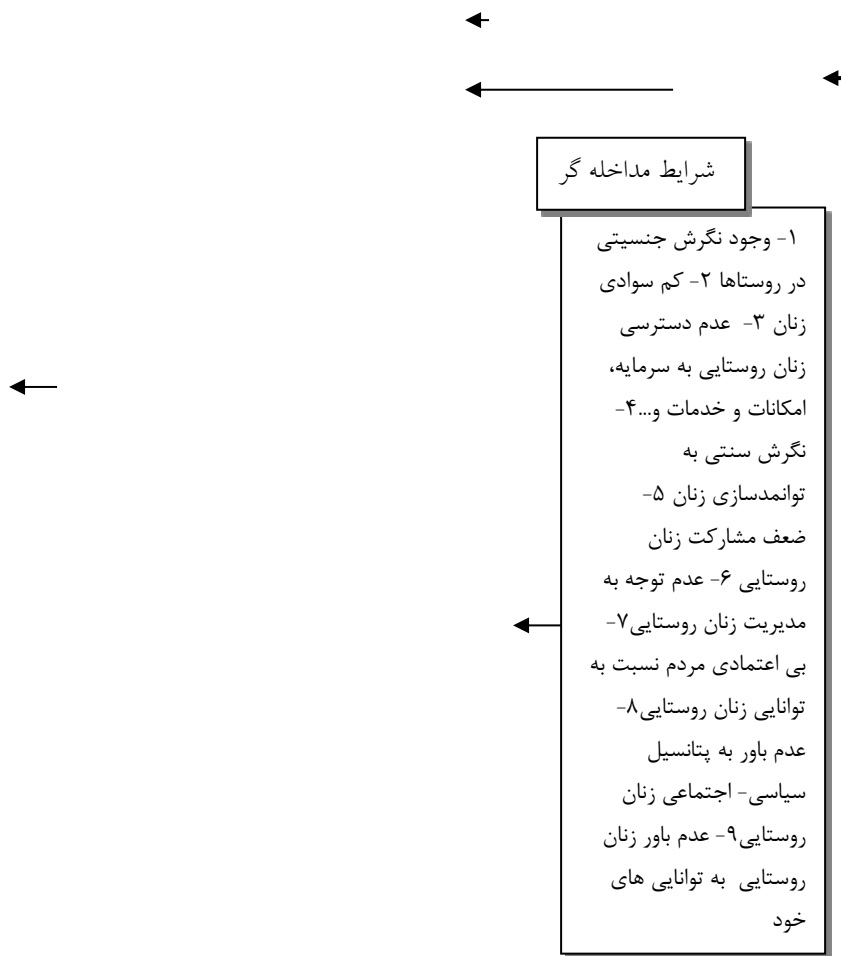 شرایط مداخله گر
۱- وجود نگرش جنسیتی
در روستاها ۲- کم سوادی
زنان ۳- عدم دسترسی
زنان روستایی به سرمایه،
امکانات و خدمات و...۴-
نگرش سنتی به
توانمدسازی زنان ۵-
ضعف مشارکت زنان
روستایی ۶- عدم توجه به
مدیریت زنان روستایی۷-
بی اعتمادی مردم نسبت به
توانایی زنان روستایی۸-
عدم باور به پتانسیل
سیاسی- اجتماعی زنان
روستایی۹- عدم باور زنان
روستایی به توانایی های
خود